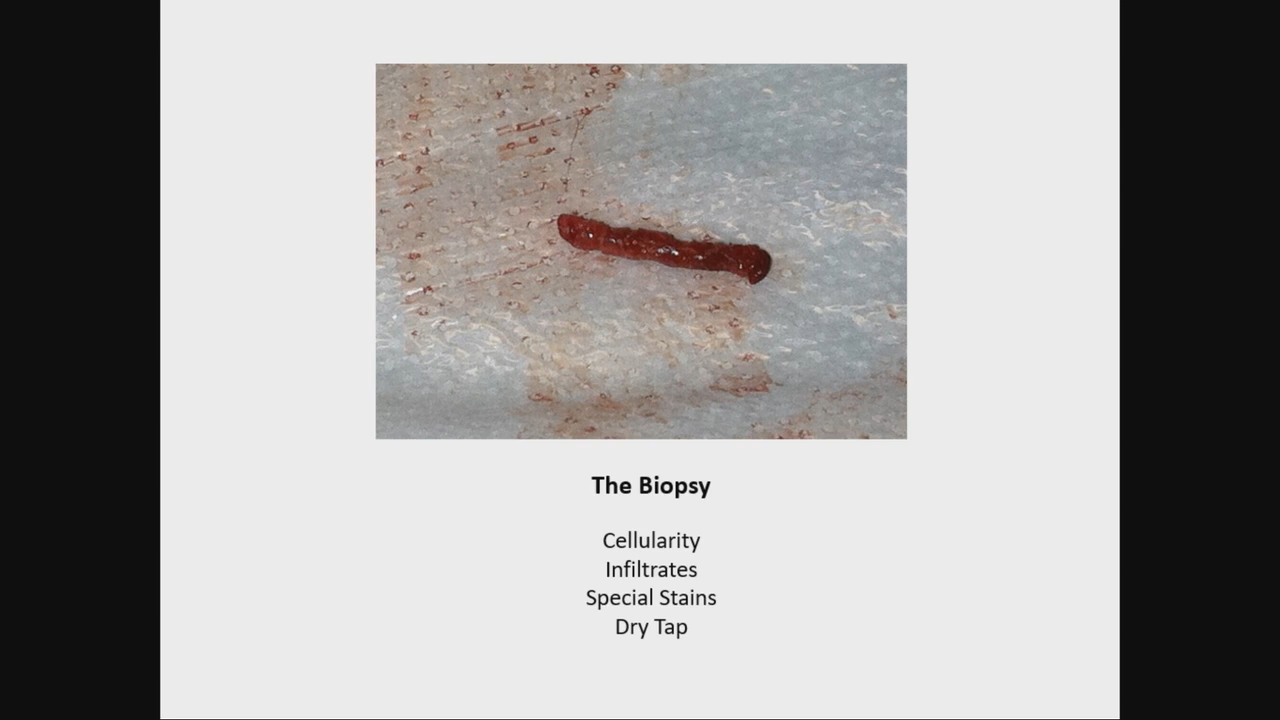 The Biopsy
Cellularity
Infiltrates
Special Stains
Dry Tap